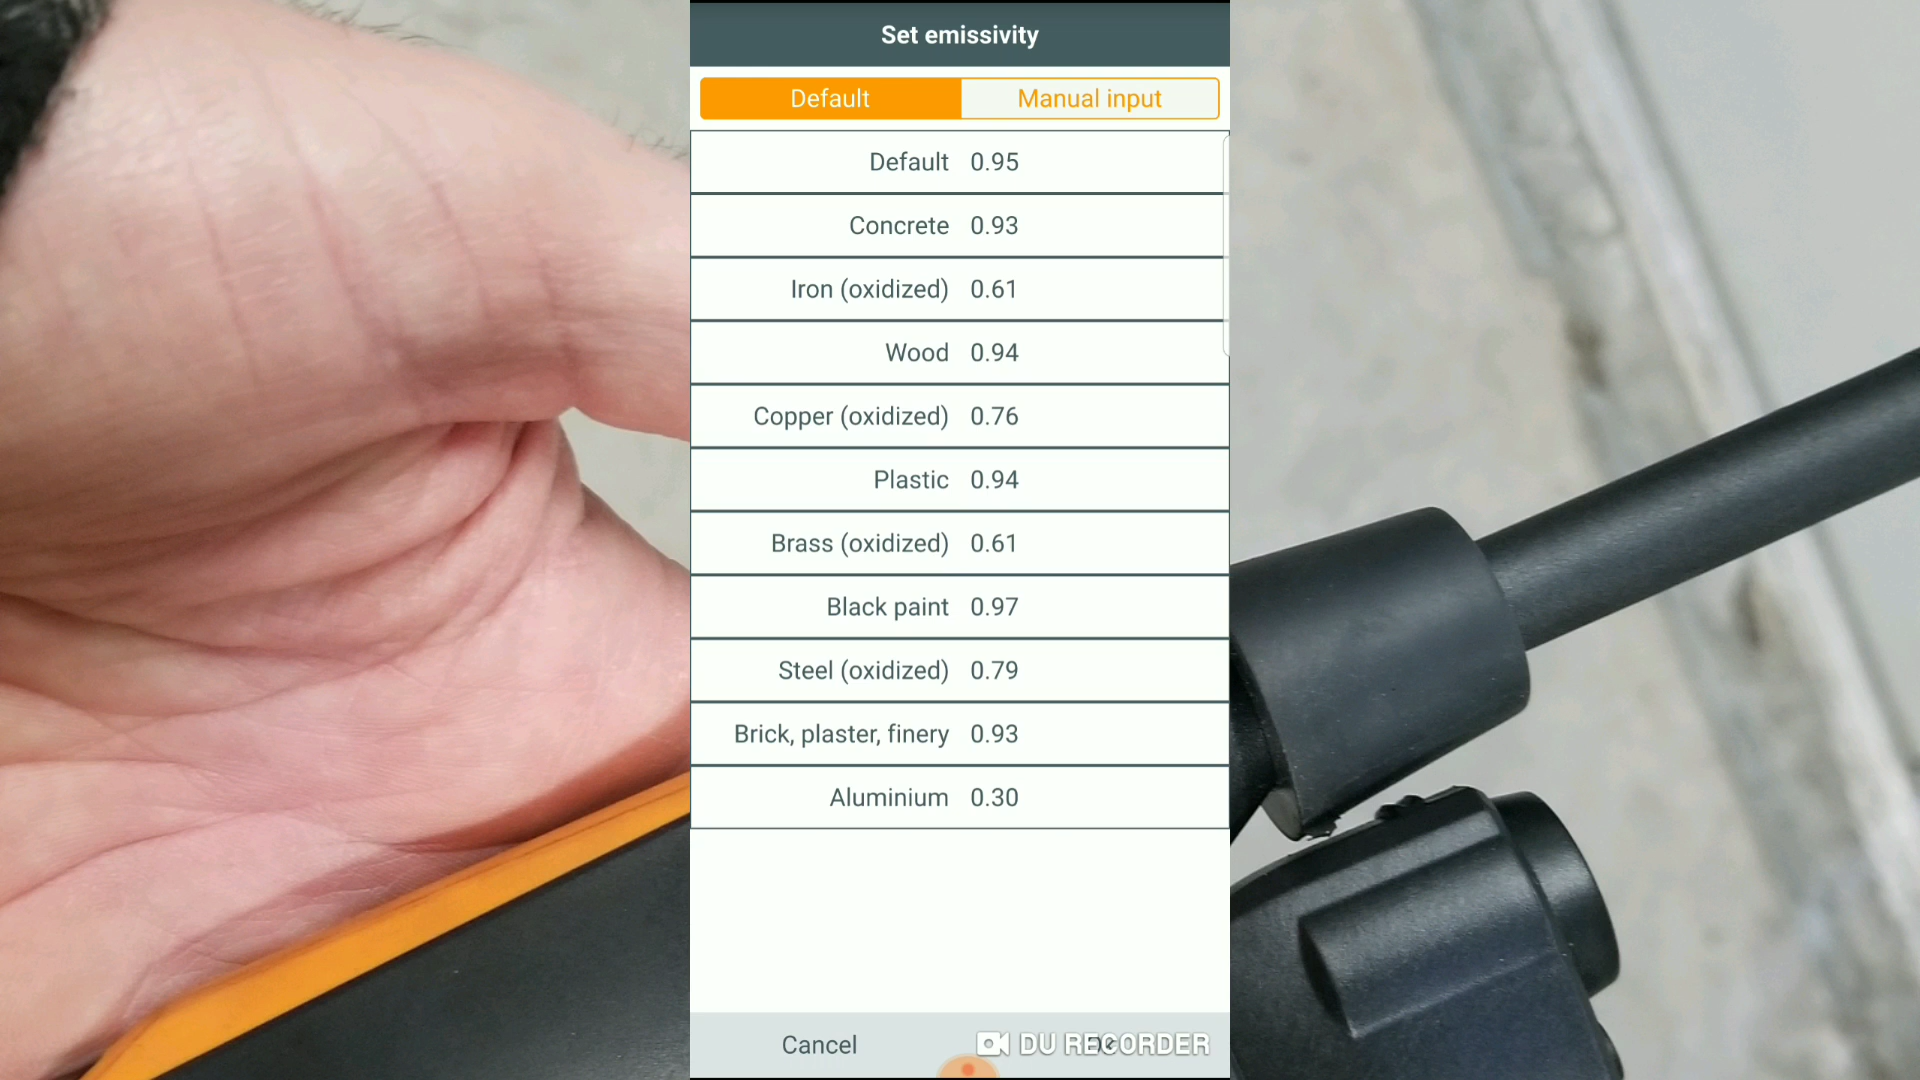 Set emissivity
Default Manual input
Default 0.95
Concrete 0.93
Iron (oxidized) 0.61
Wood 0.94
Copper (oxidized) 0.76
Plastic 0.94
Brass (oxidized) 0.61
Black paint 0.97
Steel (oxidized) 0.79
Brick, plaster, finery 0.93
Aluminium 0.30
Cancel
DU RECORDER